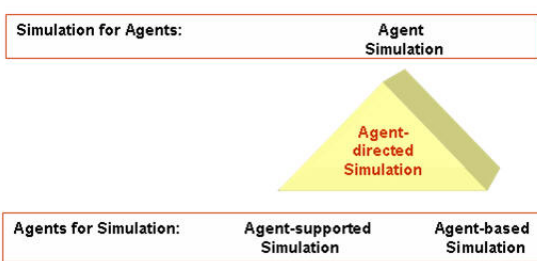 Simulation for Agents:
Agent
Simulation
Agent-
directed
Simulation
Agents for Simulation:
Agent-supported
Simulation
Agent-based
Simulation